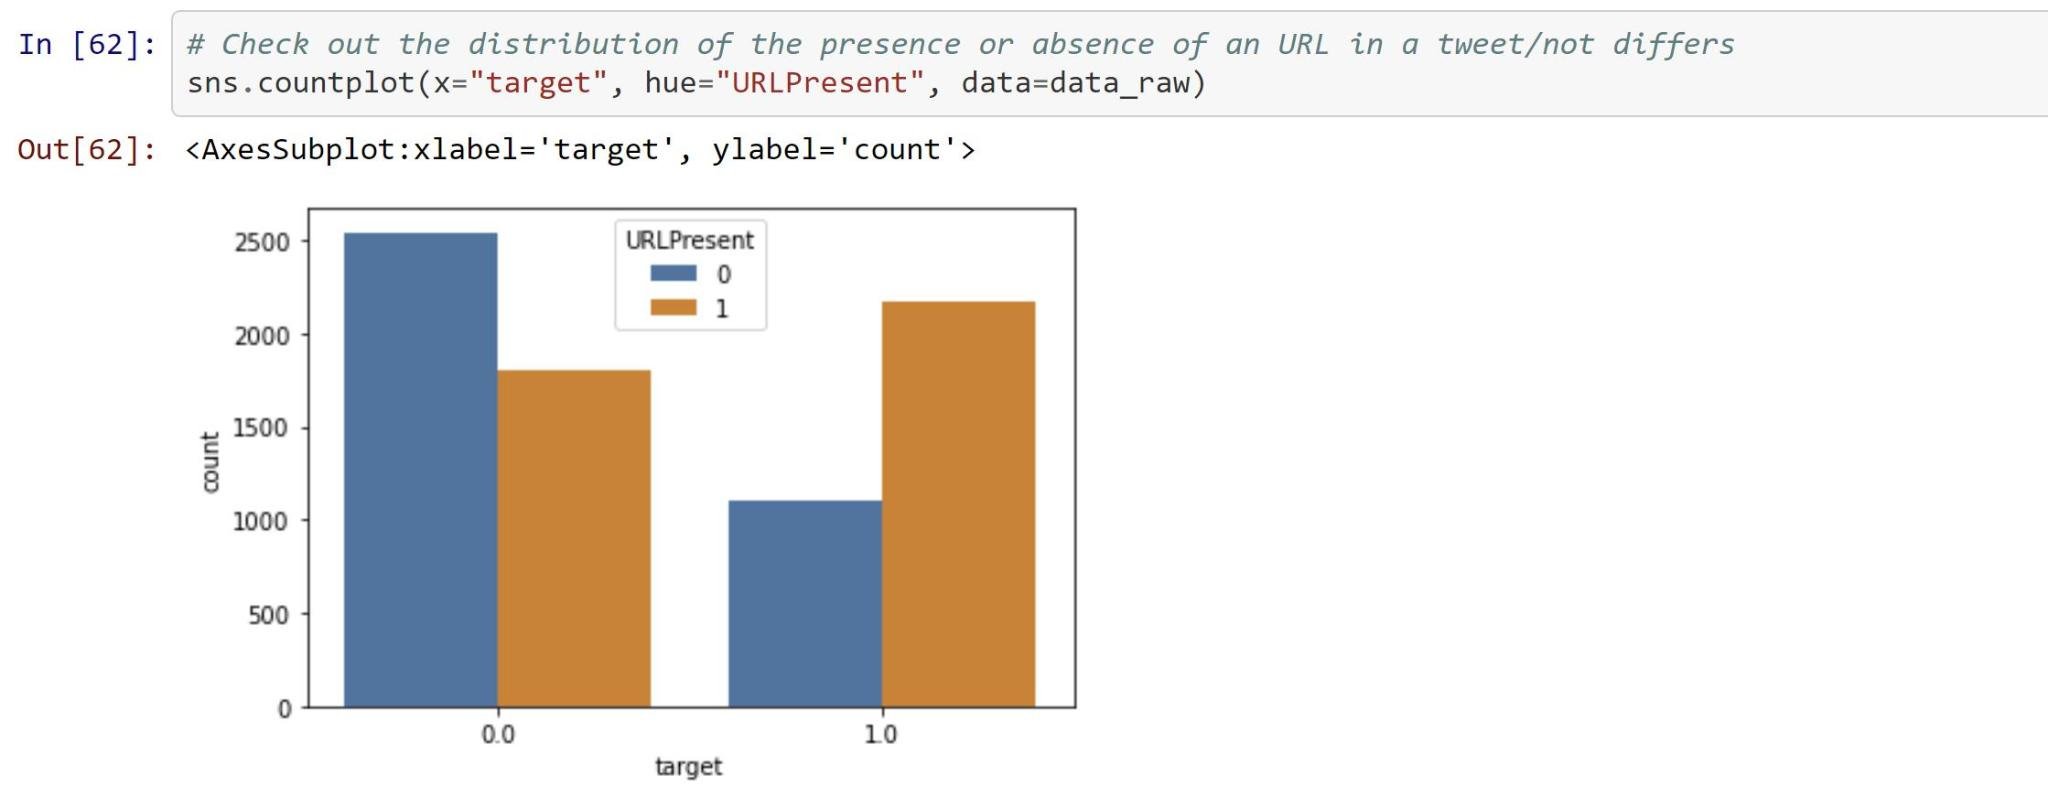 In [62]: # Check out the distribution of the presence or absence of an URL in a tweet/not differs
sns.countplot(x="target", hue="URLPresent", data=data_raw)
Out[62]: <AxesSubplot:xlabel='target', ylabel='count'>
URLPresent
0
1
2500
2000
1500
1000
500
0
count
0.0 1.0
target